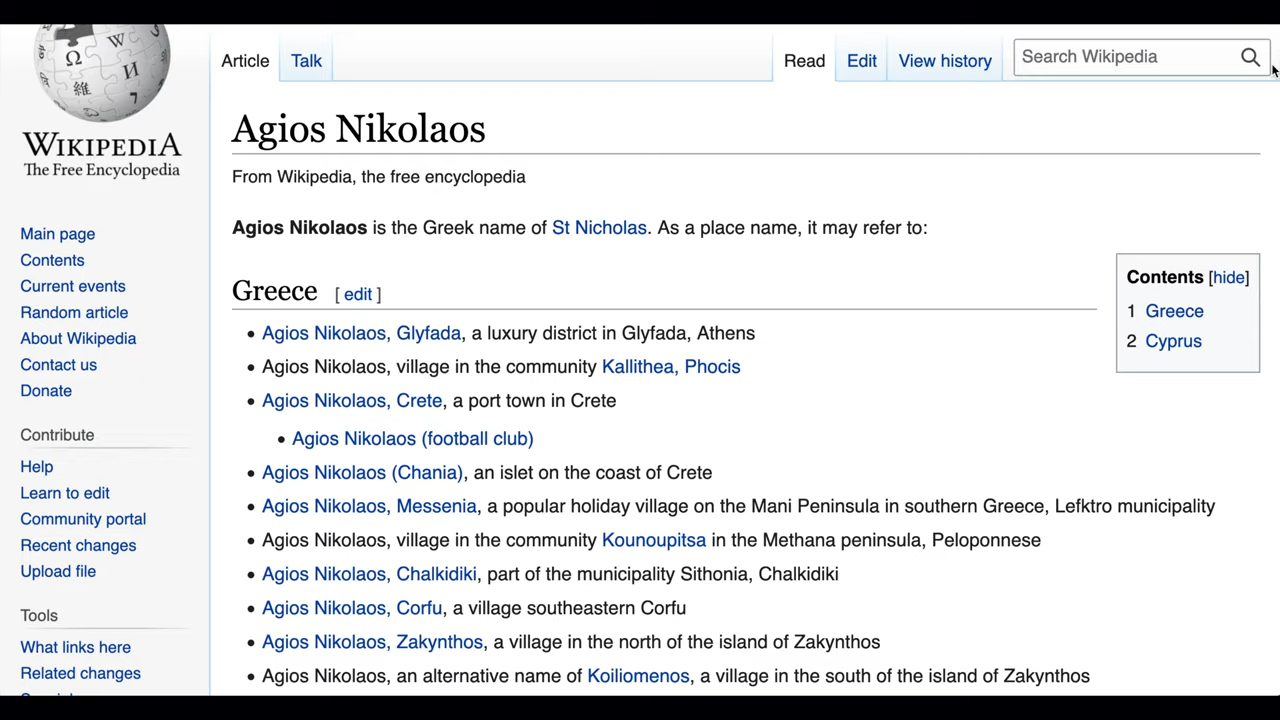 Article Talk Read Edit View history Search Wikipedia
WIKIPEDIA
The Free Encyclopedia
Main page
Contents
Current events
Random article
About Wikipedia
Contact us
Donate
Contribute
Help
Learn to edit
Community portal
Recent changes
Upload file
Tools
What links here
Related changes
Agios Nikolaos
From Wikipedia, the free encyclopedia
Agios Nikolaos is the Greek name of St Nicholas. As a place name, it may refer to:
Contents [hide]
1 Greece
2 Cyprus
Greece [ edit ]
• Agios Nikolaos, Glyfada, a luxury district in Glyfada, Athens
• Agios Nikolaos, village in the community Kallithea, Phocis
• Agios Nikolaos, Crete, a port town in Crete
• Agios Nikolaos (football club)
• Agios Nikolaos (Chania), an islet on the coast of Crete
• Agios Nikolaos, Messenia, a popular holiday village on the Mani Peninsula in southern Greece, Lefktro municipality
• Agios Nikolaos, village in the community Kounoupitsa in the Methana peninsula, Peloponnese
• Agios Nikolaos, Chalkidiki, part of the municipality Sithonia, Chalkidiki
• Agios Nikolaos, Corfu, a village southeastern Corfu
• Agios Nikolaos, Zakynthos, a village in the north of the island of Zakynthos
• Agios Nikolaos, an alternative name of Koiliomenos, a village in the south of the island of Zakynthos